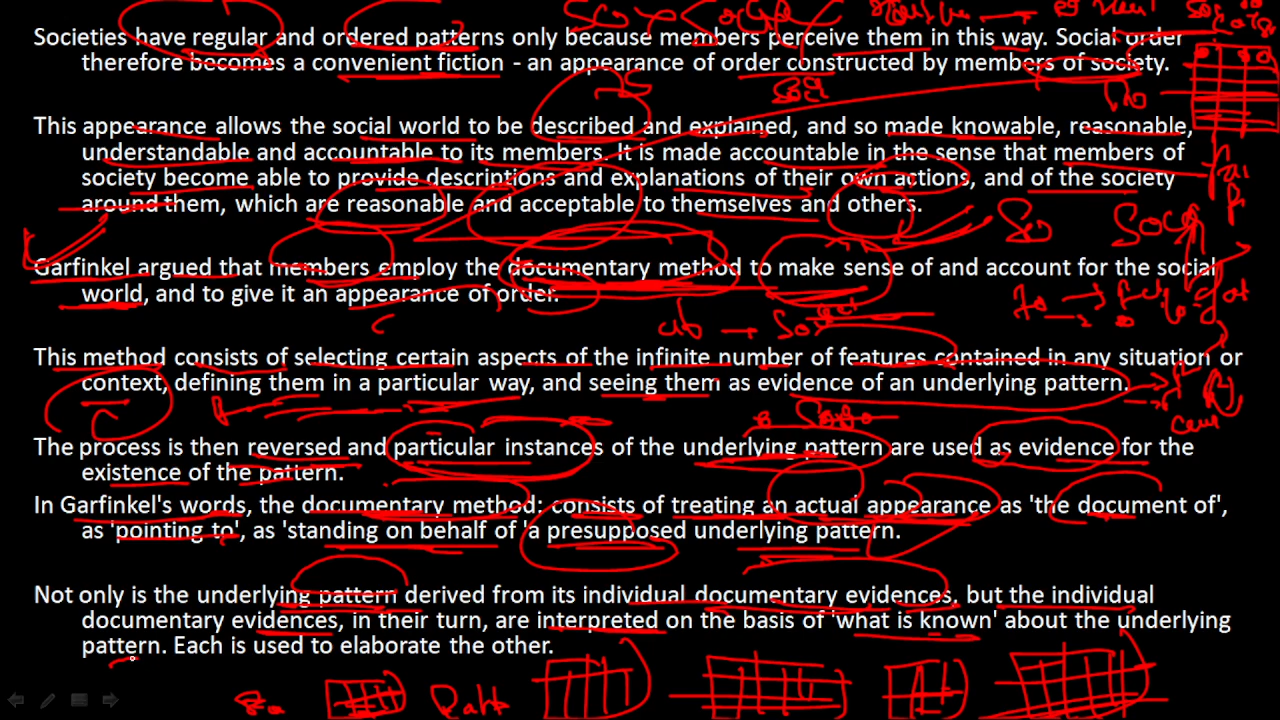 Societies have regular and ordered patterns only because members perceive them in this way. Social order
therefore becomes a convenient fiction - an appearance of order constructed by members of society.
This appearance allows the social world to be described and explained, and so made knowable, reasonable,
understandable and accountable to its members. It is made accountable in the sense that members of
society become able to provide descriptions and explanations of their own actions, and of the society
around them, which are reasonable and acceptable to themselves and others.
Garfinkel argued that members employ the documentary method to make sense of and account for the social
world, and to give it an appearance of order.
This method consists of selecting certain aspects of the infinite number of features contained in any situation or
context, defining them in a particular way, and seeing them as evidence of an underlying pattern.
The process is then reversed and particular instances of the underlying pattern are used as evidence for the
existence of the pattern.
In Garfinkel's words, the documentary method: consists of treating an actual appearance as 'the document of',
as 'pointing to', as 'standing on behalf of 'a presupposed underlying pattern.
Not only is the underlying pattern derived from its individual documentary evidences, but the individual
documentary evidences, in their turn, are interpreted on the basis of 'what is known' about the underlying
pattern. Each is used to elaborate the other.